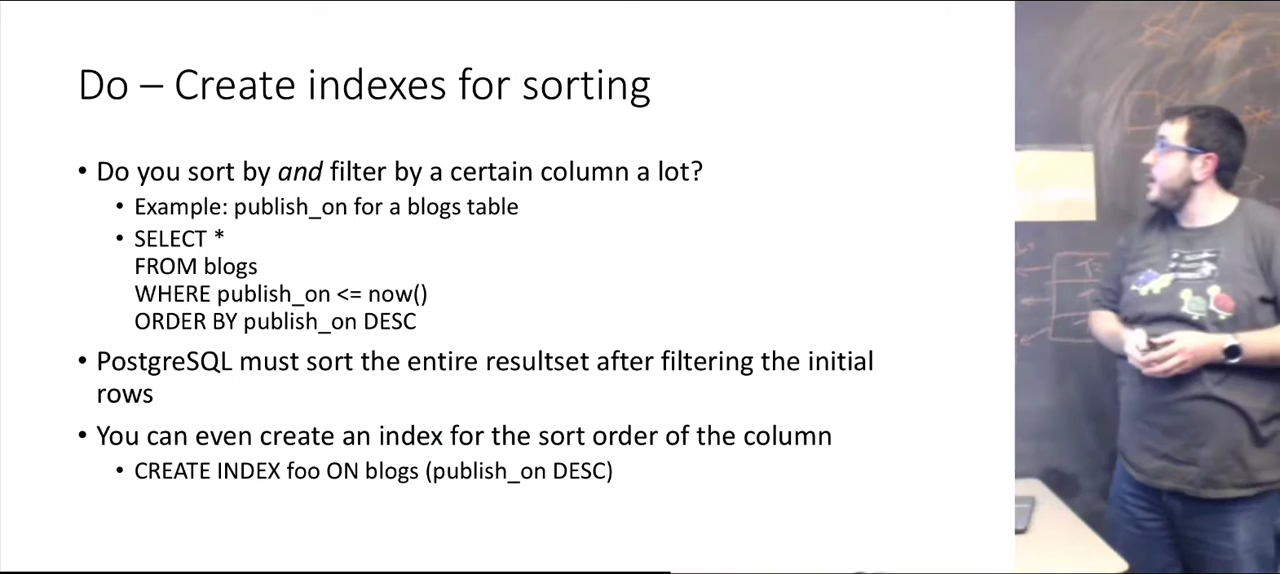 Do – Create indexes for sorting
• Do you sort by and filter by a certain column a lot?
• Example: publish_on for a blogs table
• SELECT *
FROM blogs
WHERE publish_on <= now()
ORDER BY publish_on DESC
• PostgreSQL must sort the entire resultset after filtering the initial
rows
• You can even create an index for the sort order of the column
• CREATE INDEX foo ON blogs (publish_on DESC)